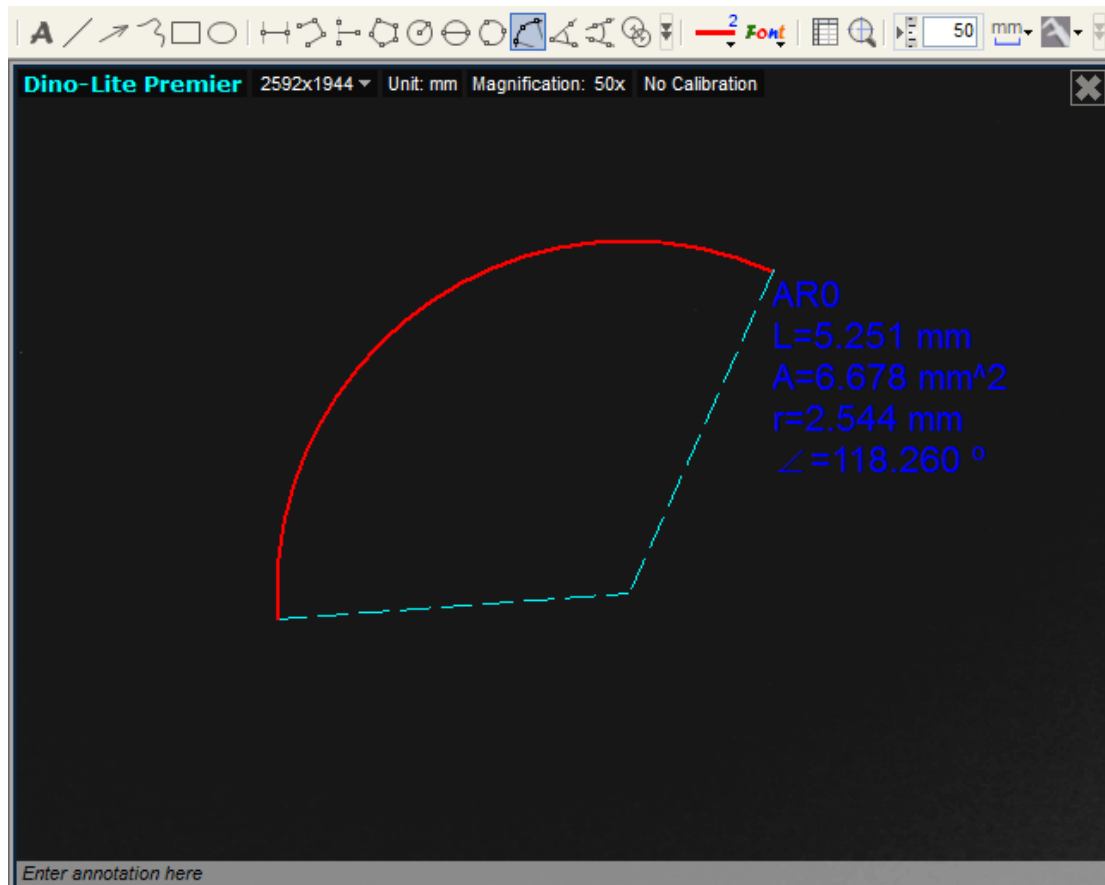 A 2 Font 50 mm
Dino-Lite Premier 2592x1944 Unit: mm Magnification: 50x No Calibration
AR0
L=5.251 mm
A=6.678 mm^2
r=2.544 mm
∠=118.260 º
Enter annotation here